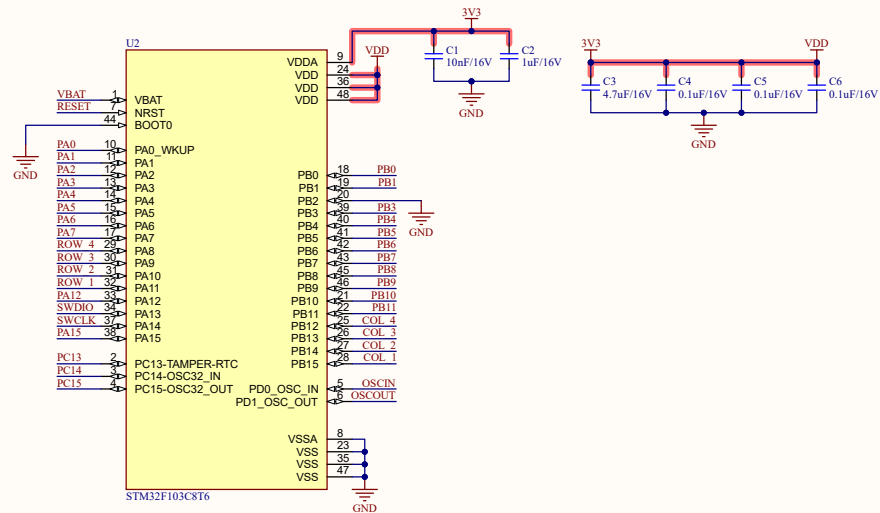 U2
VBAT 1 VBAT
RESET 7 NRST
44 BOOT0
GND
PA0 10 PA0_WKUP
PA1 11 PA1
PA2 12 PA2
PA3 13 PA3
PA4 14 PA4
PA5 15 PA5
PA6 16 PA6
PA7 17 PA7
ROW 4 29 PA8
ROW 3 30 PA9
ROW 2 31 PA10
ROW 1 32 PA11
PA12 33 PA12
SWDIO 34 PA13
SWCLK 37 PA14
PA15 38 PA15
PC13 2 PC13-TAMPER-RTC
PC14 3 PC14-OSC32_IN
PC15 4 PC15-OSC32_OUT
STM32F103C8T6
VDDA 9
VDD 24
VDD 36
VDD 48
VDD
PB0 18 PB0
PB1 19 PB1
PB2 20
GND
PB3 39 PB3
PB4 40 PB4
PB5 41 PB5
PB6 42 PB6
PB7 43 PB7
PB8 45 PB8
PB9 46 PB9
PB10 21 PB10
PB11 22 PB11
PB12 25 COL 4
PB13 26 COL 3
PB14 27 COL 2
PB15 28 COL 1
PD0_OSC_IN 5 OSCIN
PD1_OSC_OUT 6 OSCOUT
VSSA 8
VSS 23
VSS 35
VSS 47
GND
3V3
C1
10nF/16V
C2
1uF/16V
GND
3V3
VDD
C3
4.7uF/16V
C4
0.1uF/16V
C5
0.1uF/16V
C6
0.1uF/16V
GND